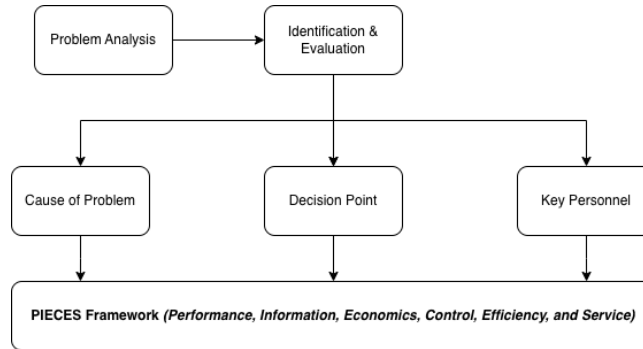 Problem Analysis
Identification &
Evaluation
Cause of Problem
Decision Point
Key Personnel
PIECES Framework (Performance, Information, Economics, Control, Efficiency, and Service)